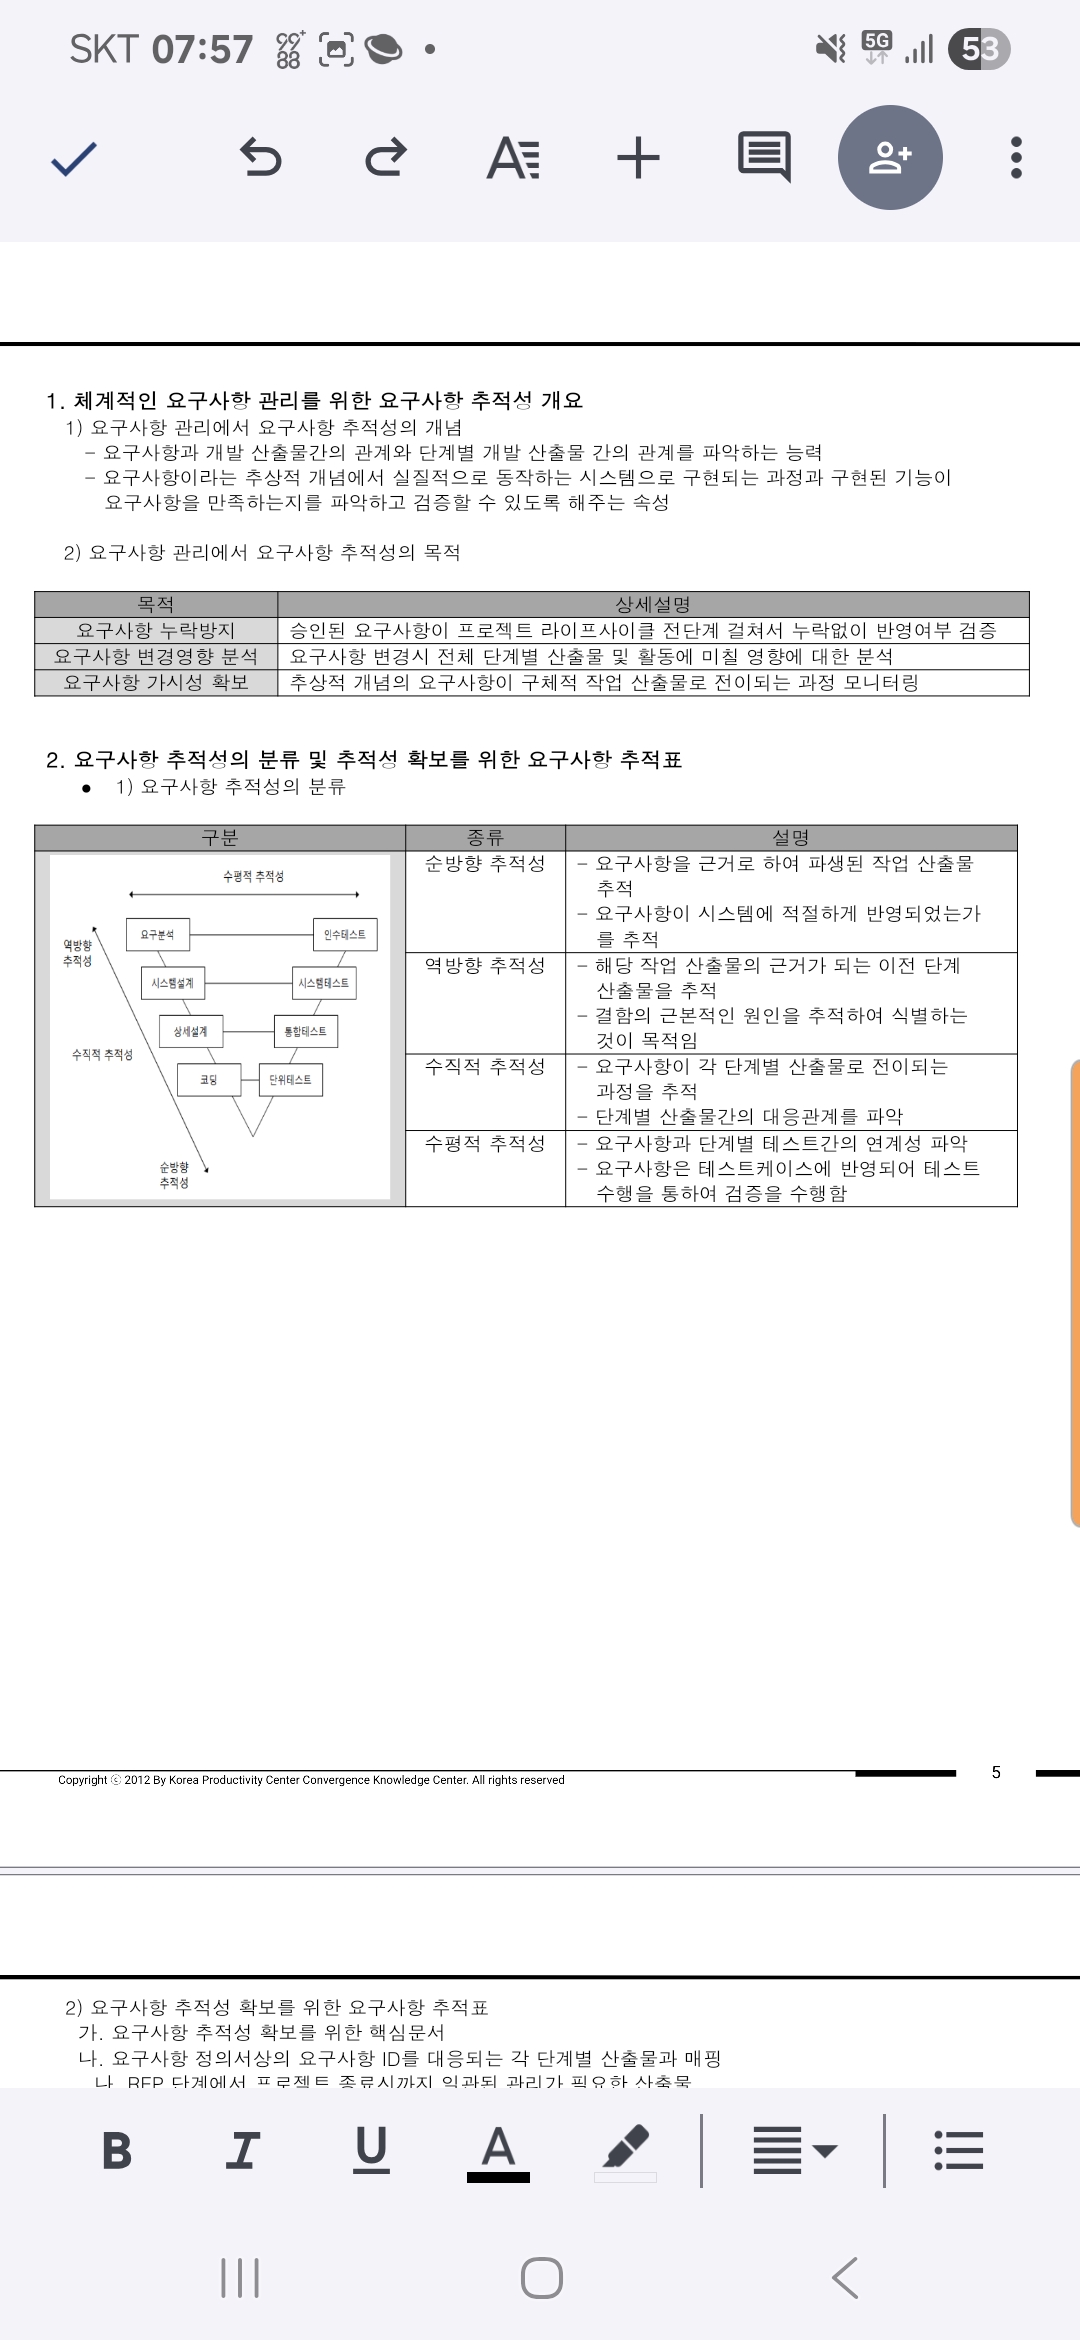 SKT 07:57
5G
53
1. 체계적인 요구사항 관리를 위한 요구사항 추적성 개요
1) 요구사항 관리에서 요구사항 추적성의 개념
- 요구사항과 개발 산출물간의 관계와 단계별 개발 산출물 간의 관계를 파악하는 능력
- 요구사항이라는 추상적 개념에서 실질적으로 동작하는 시스템으로 구현되는 과정과 구현된 기능이
요구사항을 만족하는지를 파악하고 검증할 수 있도록 해주는 속성
2) 요구사항 관리에서 요구사항 추적성의 목적
목적 상세설명
요구사항 누락방지 승인된 요구사항이 프로젝트 라이프사이클 전단계 걸쳐서 누락없이 반영여부 검증
요구사항 변경영향 분석 요구사항 변경시 전체 단계별 산출물 및 활동에 미칠 영향에 대한 분석
요구사항 가시성 확보 추상적 개념의 요구사항이 구체적 작업 산출물로 전이되는 과정 모니터링
2. 요구사항 추적성의 분류 및 추적성 확보를 위한 요구사항 추적표
● 1) 요구사항 추적성의 분류
구분 종류 설명
수평적 추적성
요구분석 인수테스트
역방향
추적성
시스템설계 시스템테스트
상세설계 통합테스트
수직적 추적성
코딩 단위테스트
순방향
추적성
순방향 추적성
- 요구사항을 근거로 하여 파생된 작업 산출물
추적
- 요구사항이 시스템에 적절하게 반영되었는가
를 추적
역방향 추적성
- 해당 작업 산출물의 근거가 되는 이전 단계
산출물을 추적
- 결함의 근본적인 원인을 추적하여 식별하는
것이 목적임
수직적 추적성
- 요구사항이 각 단계별 산출물로 전이되는
과정을 추적
- 단계별 산출물간의 대응관계를 파악
수평적 추적성
- 요구사항과 단계별 테스트간의 연계성 파악
- 요구사항은 테스트케이스에 반영되어 테스트
수행을 통하여 검증을 수행함
Copyright ⓒ 2012 By Korea Productivity Center Convergence Knowledge Center. All rights reserved
5
2) 요구사항 추적성 확보를 위한 요구사항 추적표
가. 요구사항 추적성 확보를 위한 핵심문서
나. 요구사항 정의서상의 요구사항 ID를 대응되는 각 단계별 산출물과 매핑
나. RFP 단계에서 프로젝트 종료시까지 일관된 관리가 필요한 산출물
B I U A